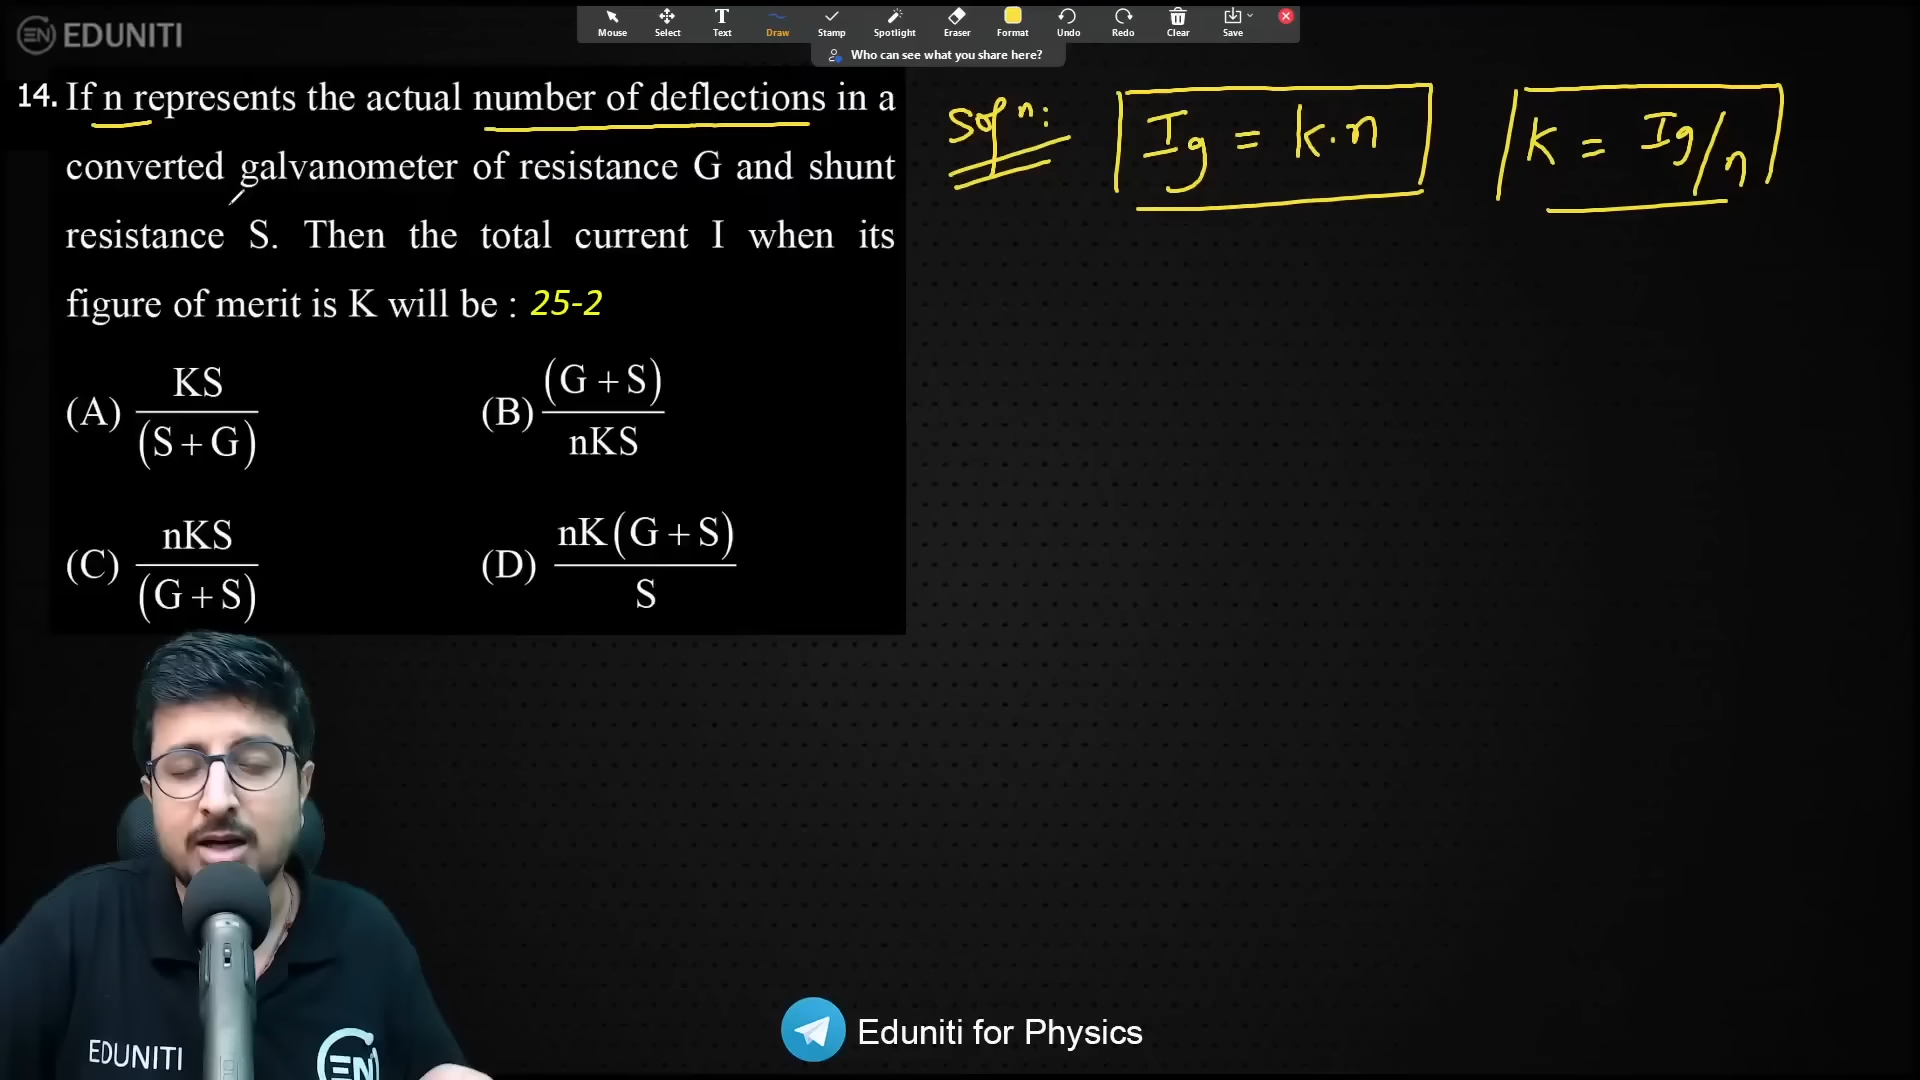 EDUNITI
Mouse Select Text Draw Stamp Spotlight Eraser Format Undo Redo Clear Save
Who can see what you share here?
14. If n represents the actual number of deflections in a
converted galvanometer of resistance G and shunt
resistance S. Then the total current I when its
figure of merit is K will be : 25-2
(A) KS/(S+G)
(B) (G+S)/nKS
(C) nKS/(G+S)
(D) nK(G+S)/S
Solⁿ:
Ig = k.n
K = Ig/n
EDUNITI
EN
Eduniti for Physics